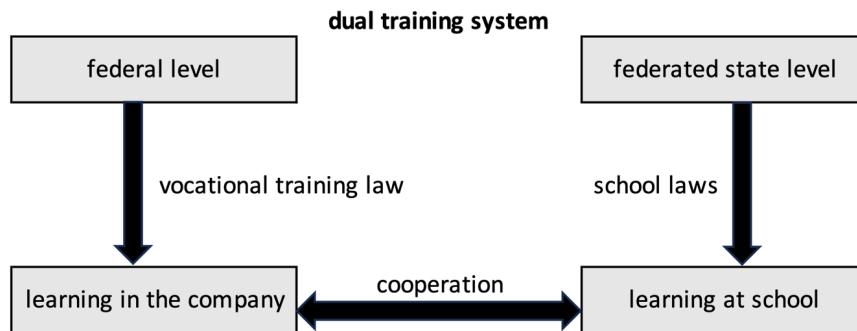 dual training system
federal level
federated state level
vocational training law
school laws
cooperation
learning in the company
learning at school